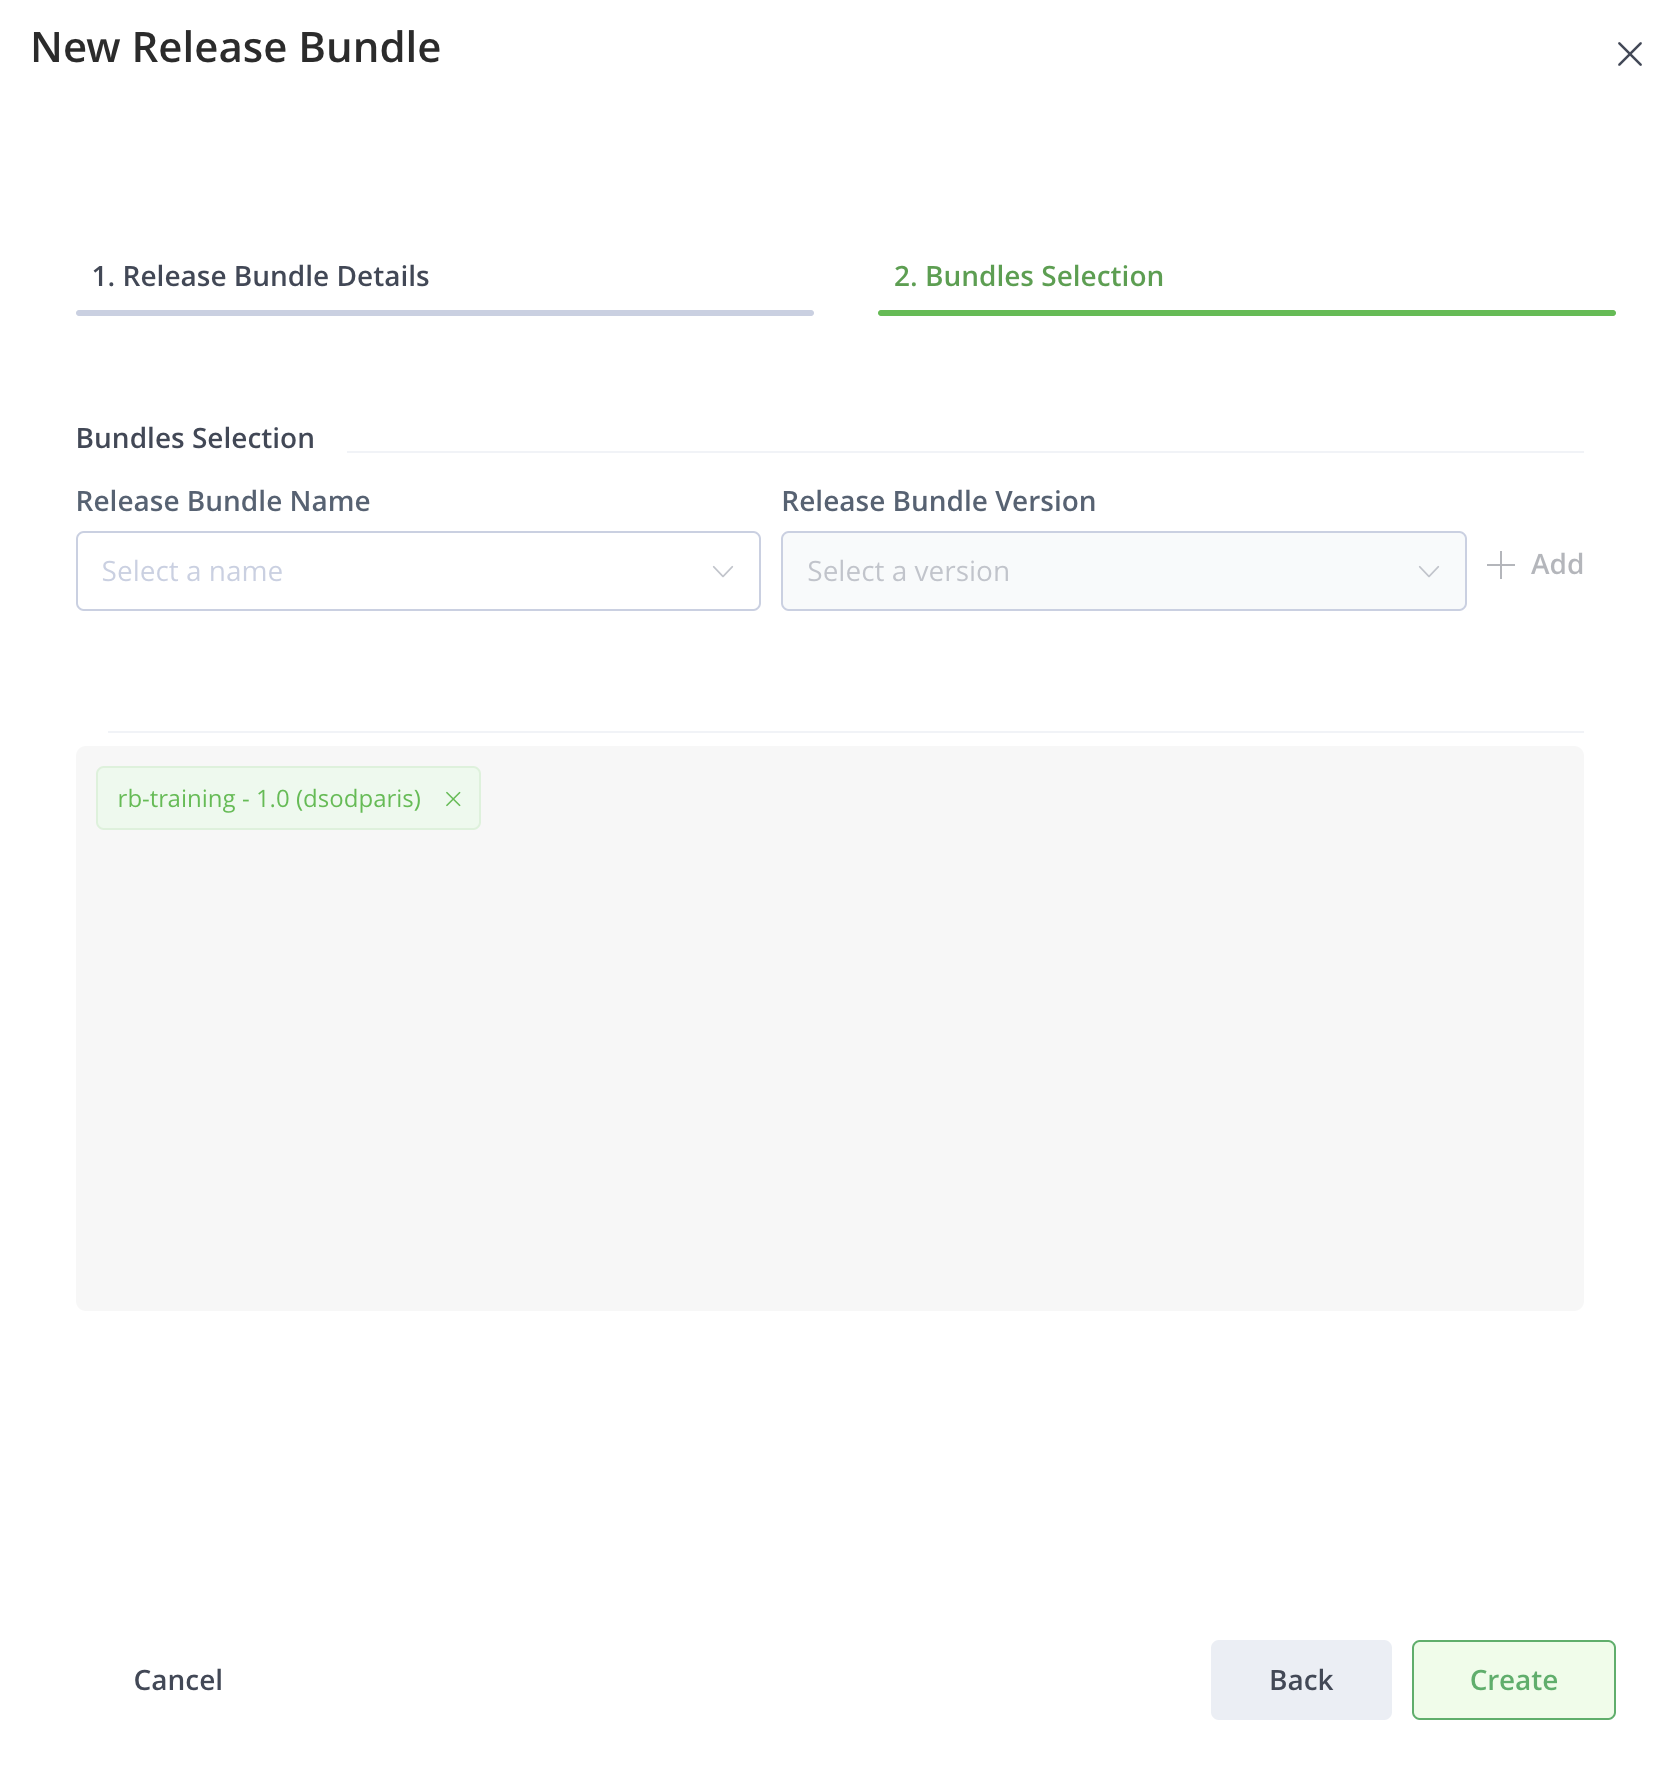 New Release Bundle
1. Release Bundle Details
2. Bundles Selection
Bundles Selection
Release Bundle Name
Release Bundle Version
Select a name
Select a version
Add
rb-training - 1.0 (dsodparis)
Cancel
Back
Create